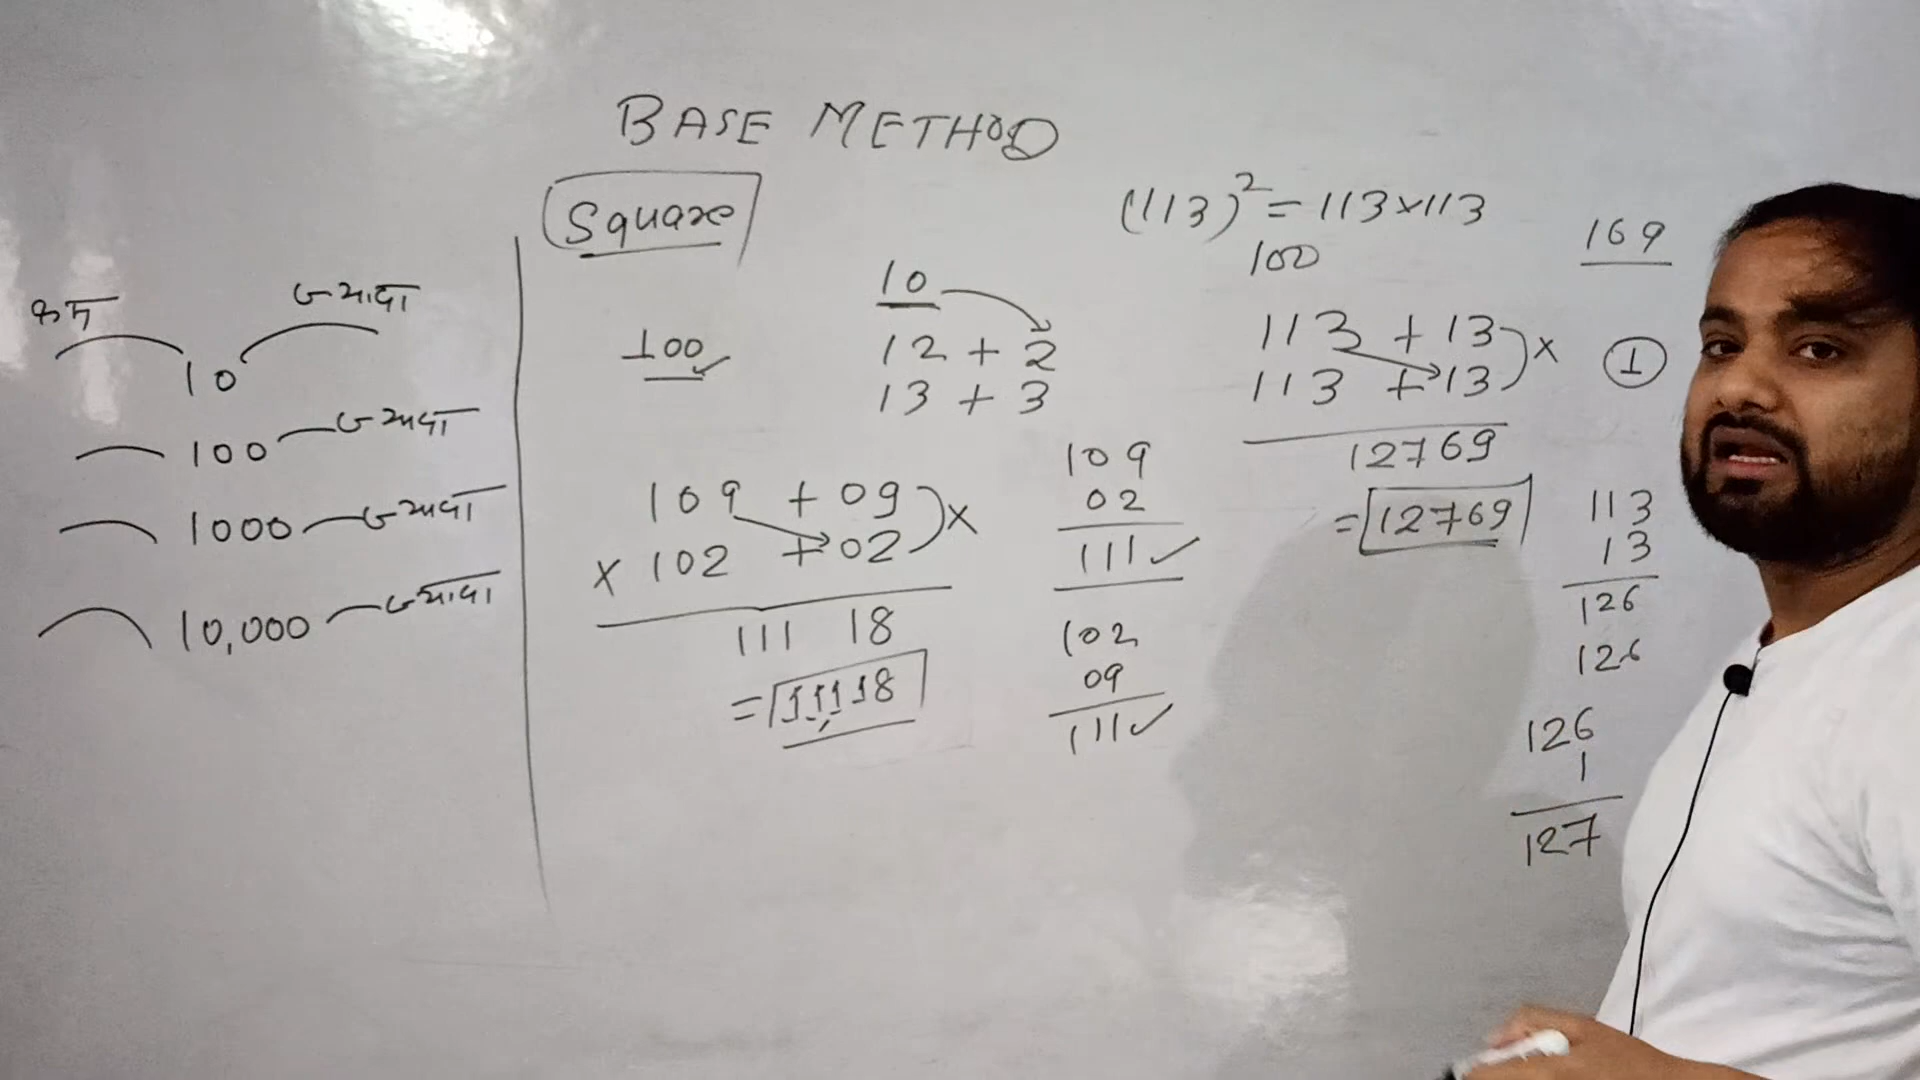 BASE METHOD
Square
कम
ज्यादा
10
100 ज्यादा
1000 ज्यादा
10,000 ज्यादा
100 ✓
10
12 + 2
13 + 3
109 + 09
× 102 + 02 ×
111 18
= 11118
109
02
111 ✓
102
09
111 ✓
(113)² = 113×113
100
113 + 13
113 + 13 ×
12769
= 12769
169
1
113
13
126
126
126
1
127